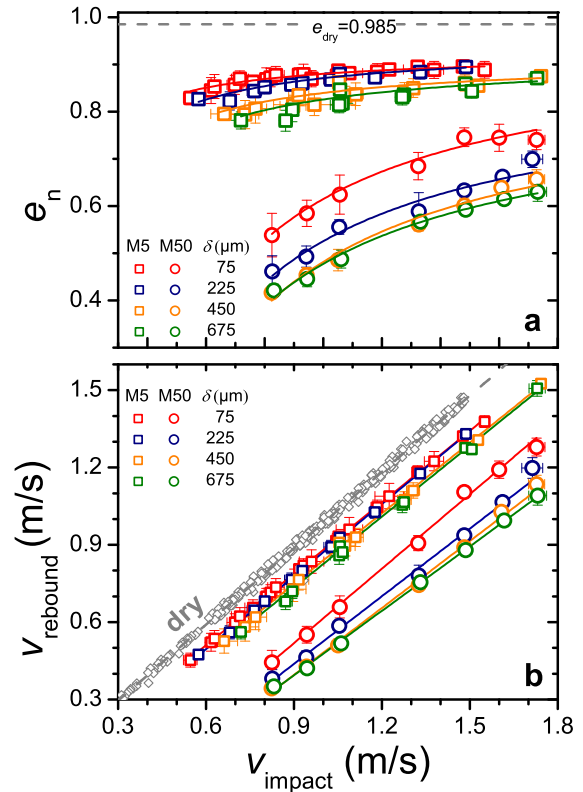 1.0
e_dry=0.985
0.8
e_n
0.6
M5 M50 δ(μm)
75
225
450
0.4
675
a
1.8
M5 M50 δ(μm)
75
1.5
225
450
675
1.2
v_rebound (m/s)
0.9
dry
0.6
b
0.3
0.3 0.6 0.9 1.2 1.5 1.8
v_impact (m/s)